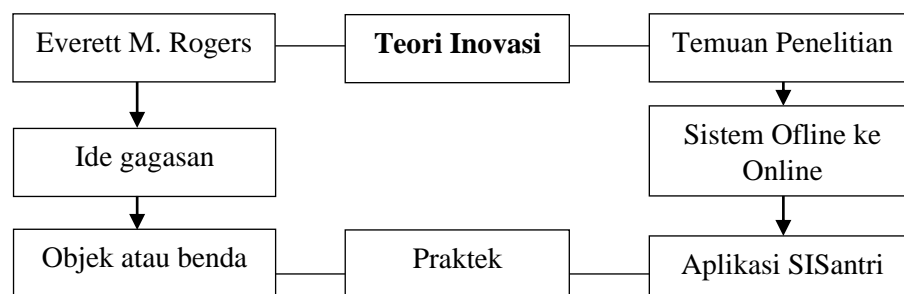 Everett M. Rogers
Teori Inovasi
Temuan Penelitian
Ide gagasan
Sistem Ofline ke
Online
Objek atau benda
Praktek
Aplikasi SISantri